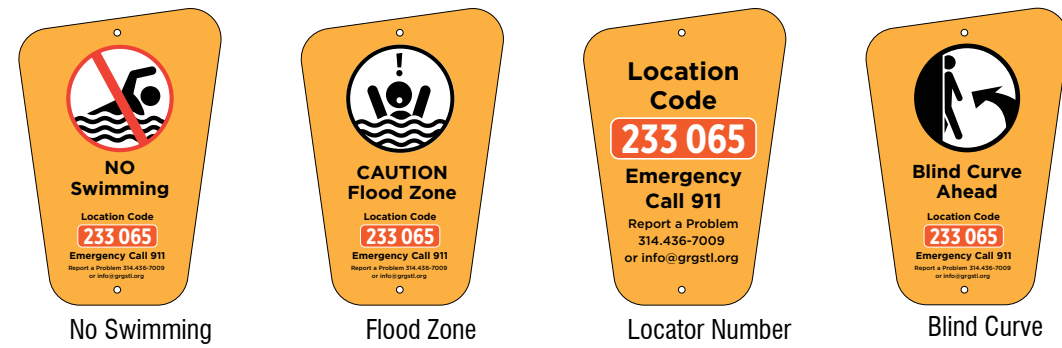 NO
Swimming
Location Code
233 065
Emergency Call 911
Report a Problem 314.436-7009
or info@grgstl.org
No Swimming
!
CAUTION
Flood Zone
Location Code
233 065
Emergency Call 911
Report a Problem 314.436-7009
or info@grgstl.org
Flood Zone
Location
Code
233 065
Emergency
Call 911
Report a Problem
314.436-7009
or info@grgstl.org
Locator Number
Blind Curve
Ahead
Location Code
233 065
Emergency Call 911
Report a Problem 314.436-7009
or info@grgstl.org
Blind Curve